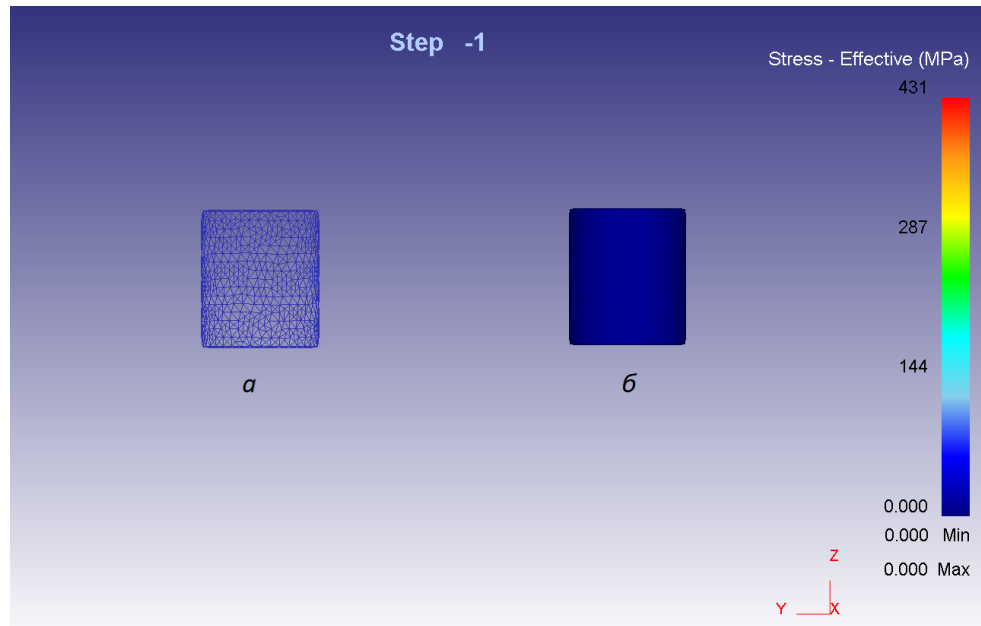 Step -1
Stress - Effective (MPa)
431
287
144
0.000
0.000 Min
0.000 Max
а
б
Z
Y
X